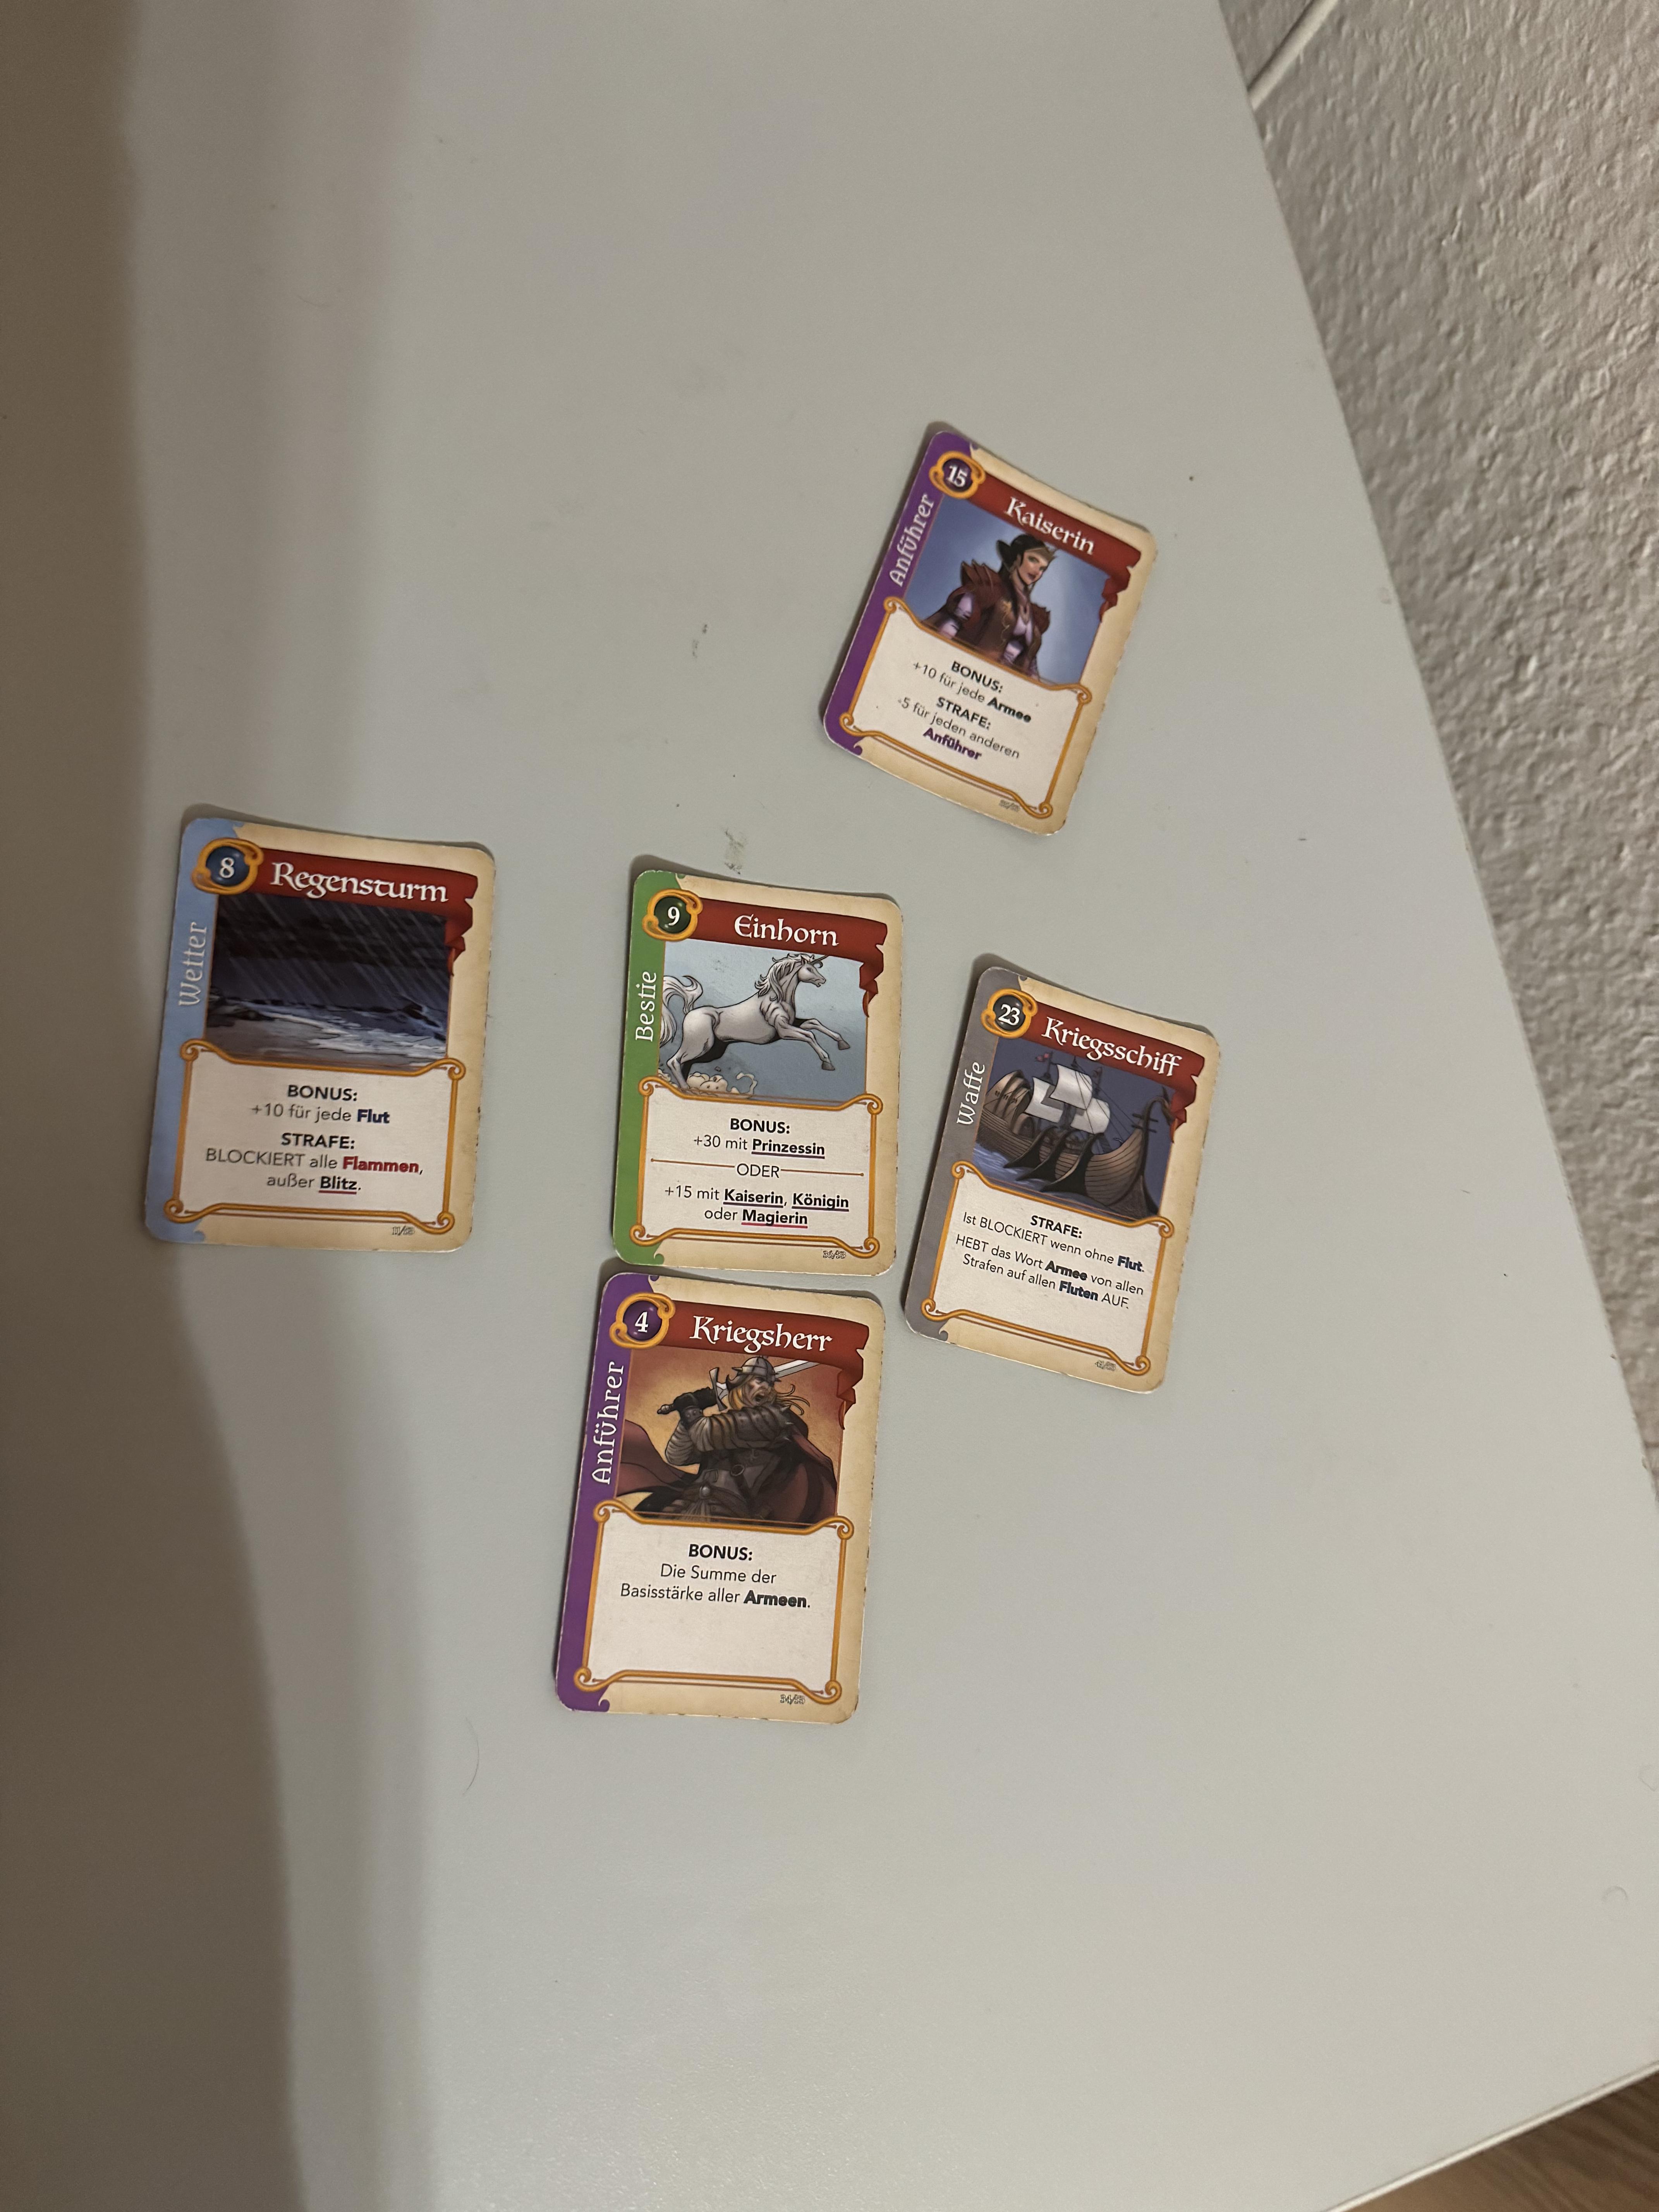 15
Kaiserin
Anführer
BONUS:
+10 für jede Armee
STRAFE:
-5 für jeden anderen
Anführer
8
Regensturm
Wetter
BONUS:
+10 für jede Flut
STRAFE:
BLOCKIERT alle Flammen,
außer Blitz.
9
Einhorn
Bestie
BONUS:
+30 mit Prinzessin
ODER
+15 mit Kaiserin, Königin
oder Magierin
23
Kriegsschiff
Waffe
STRAFE:
Ist BLOCKIERT wenn ohne Flut.
HEBT das Wort Armee von allen
Strafen auf allen Fluten AUF.
4
Kriegsherr
Anführer
BONUS:
Die Summe der
Basisstärke aller Armeen.